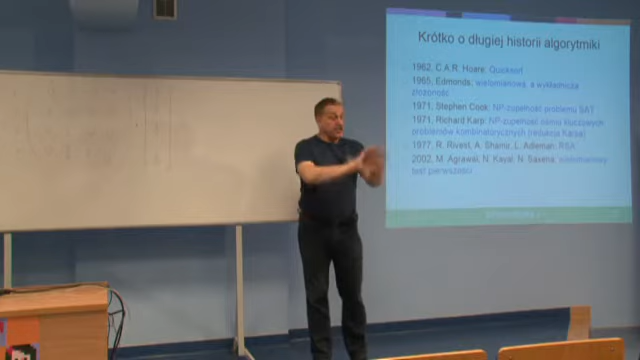 Krótko o długiej historii algorytmiki
1962, C.A.R. Hoare: Quicksort
1965, Edmonds: wielomianowa, a wykładnicza
złożoność
1971, Stephen Cook: NP-zupełność problemu SAT
1971, Richard Karp: NP-zupełność ośmiu kluczowych
problemów kombinatorycznych (redukcja Karpa)
1977, R. Rivest, A. Shamir, L. Adleman: RSA
2002, M. Agrawal, N. Kayal, N. Saxena: wielomianowy
test pierwszości